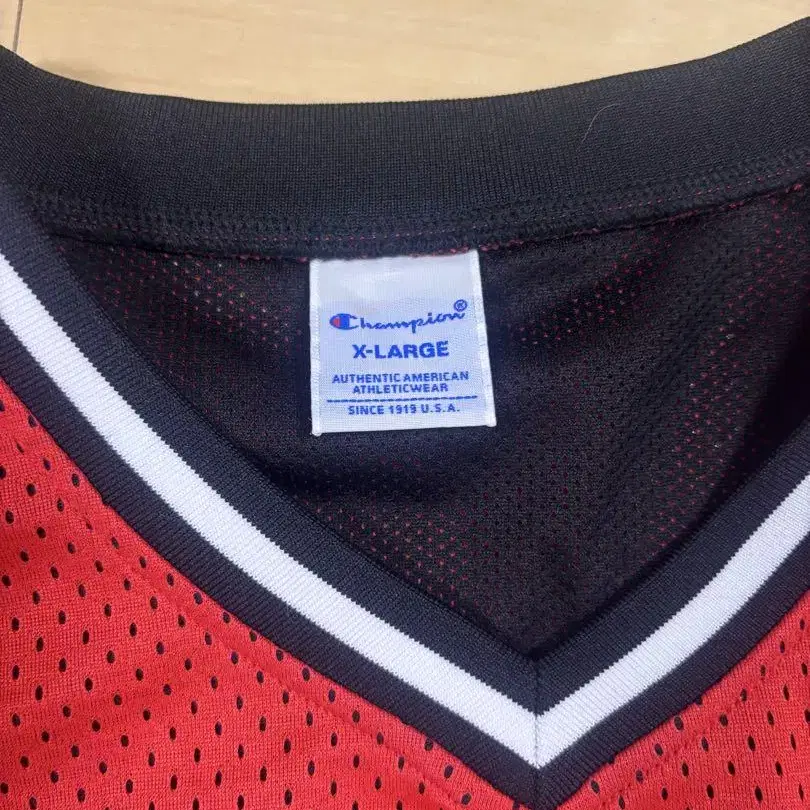 Champion®
X-LARGE
AUTHENTIC AMERICAN
ATHLETICWEAR
SINCE 1919 U.S.A.